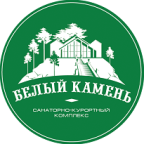 БЕЛЫЙ КАМЕНЬ
САНАТОРНО-КУРОРТНЫЙ
КОМПЛЕКС